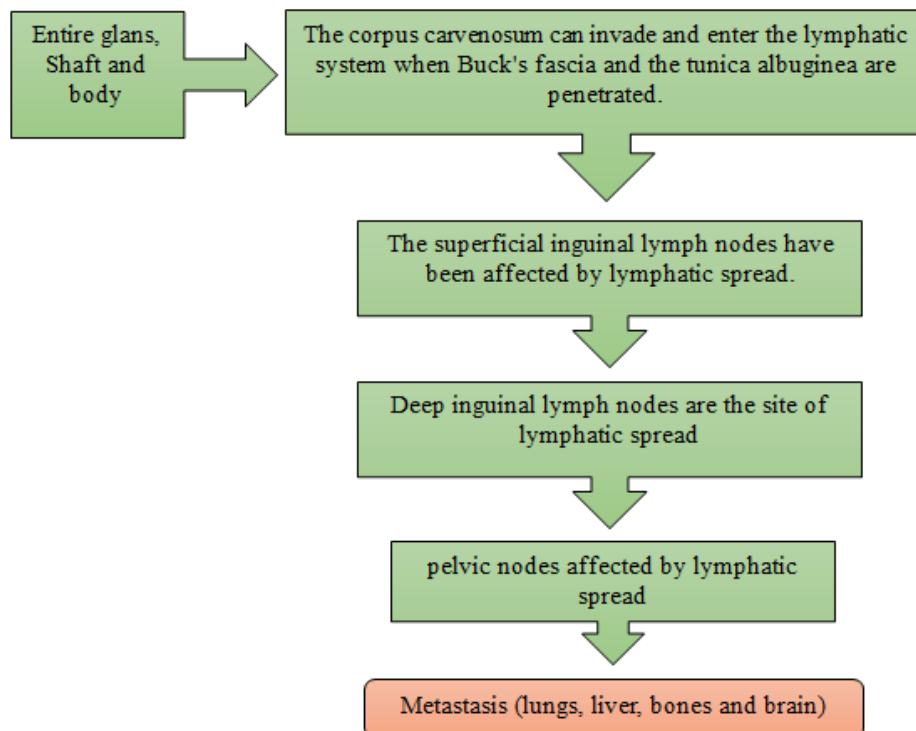 Entire glans,
Shaft and
body
The corpus carvenosum can invade and enter the lymphatic
system when Buck's fascia and the tunica albuginea are
penetrated.
The superficial inguinal lymph nodes have
been affected by lymphatic spread.
Deep inguinal lymph nodes are the site of
lymphatic spread
pelvic nodes affected by lymphatic
spread
Metastasis (lungs, liver, bones and brain)